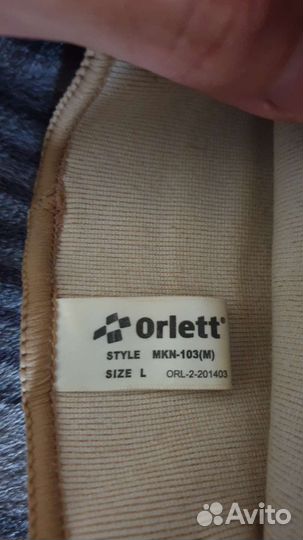 Orlett®
STYLE MKN-103(M)
SIZE L ORL-2-201403
Avito